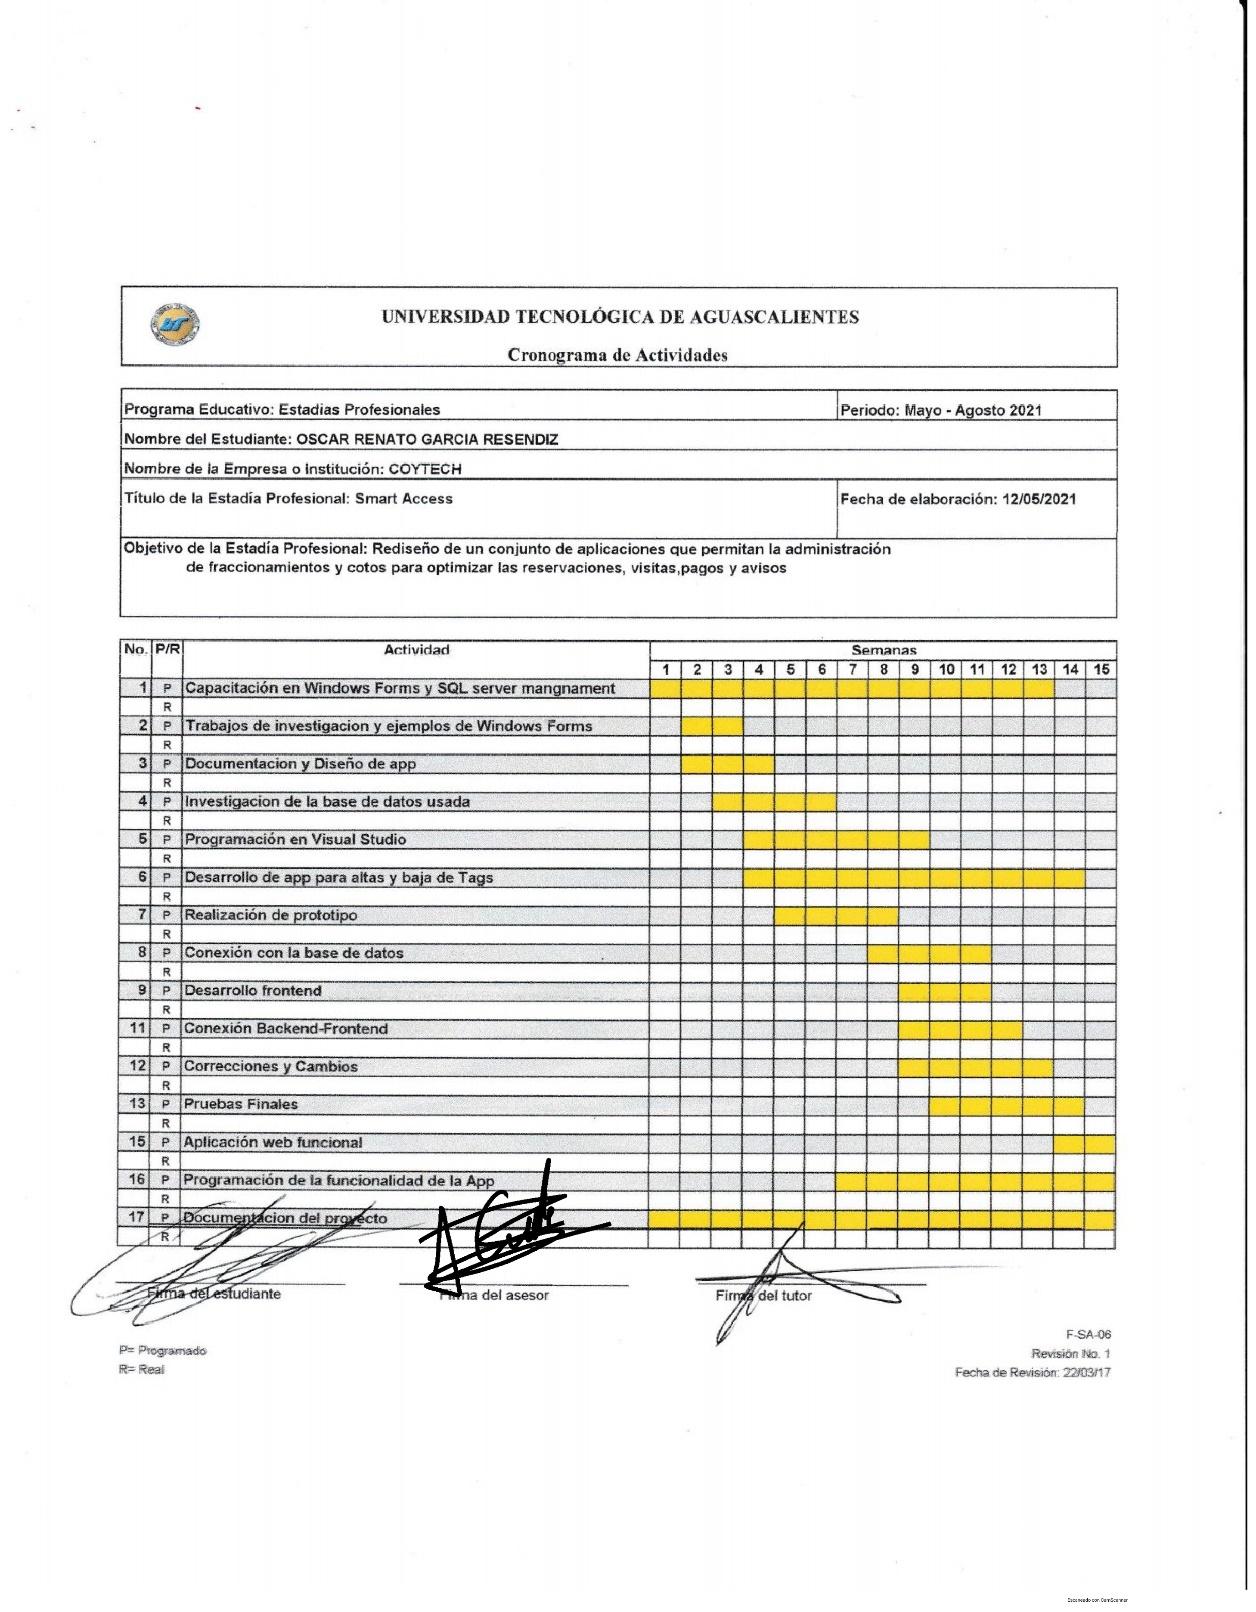 UNIVERSIDAD TECNOLÓGICA DE AGUASCALIENTES
Cronograma de Actividades
Programa Educativo: Estadias Profesionales Periodo: Mayo - Agosto 2021
Nombre del Estudiante: OSCAR RENATO GARCIA RESENDIZ
Nombre de la Empresa o Institución: COYTECH
Título de la Estadía Profesional: Smart Access Fecha de elaboración: 12/05/2021
Objetivo de la Estadía Profesional: Rediseño de un conjunto de aplicaciones que permitan la administración
de fraccionamientos y cotos para optimizar las reservaciones, visitas,pagos y avisos
No. P/R Actividad Semanas
1 2 3 4 5 6 7 8 9 10 11 12 13 14 15
1 P Capacitación en Windows Forms y SQL server mangnament
R
2 P Trabajos de investigacion y ejemplos de Windows Forms
R
3 P Documentacion y Diseño de app
R
4 P Investigacion de la base de datos usada
R
5 P Programación en Visual Studio
R
6 P Desarrollo de app para altas y baja de Tags
R
7 P Realización de prototipo
R
8 P Conexión con la base de datos
R
9 P Desarrollo frontend
R
11 P Conexión Backend-Frontend
R
12 P Correcciones y Cambios
R
13 P Pruebas Finales
R
15 P Aplicación web funcional
R
16 P Programación de la funcionalidad de la App
R
17 P Documentacion del proyecto
R
Firma del estudiante Firma del asesor Firma del tutor
P= Programado
R= Real
F-SA-06
Revisión No. 1
Fecha de Revisión: 22/03/17
Escaneado con CamScanner